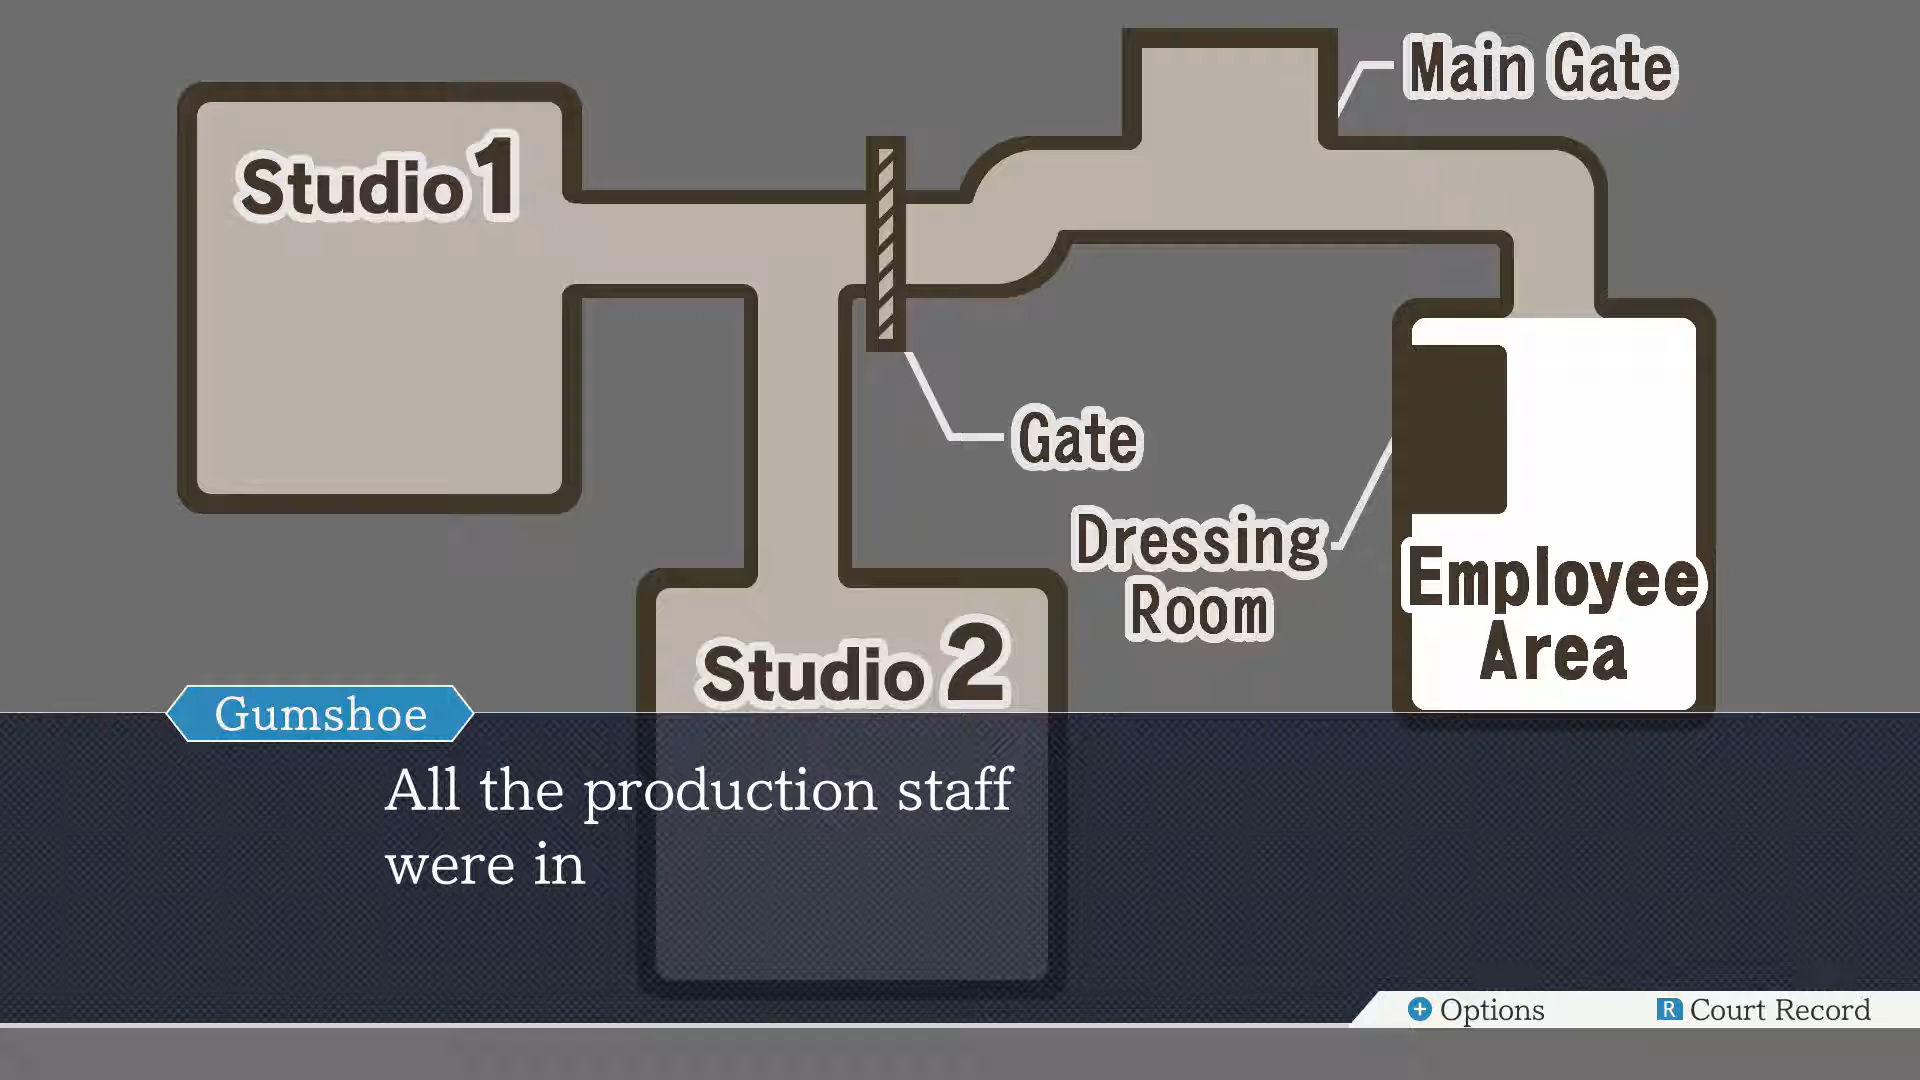 Main Gate
Studio 1
Gate
Dressing
Room
Employee
Area
Studio 2
Gumshoe
All the production staff
were in
+ Options
R Court Record